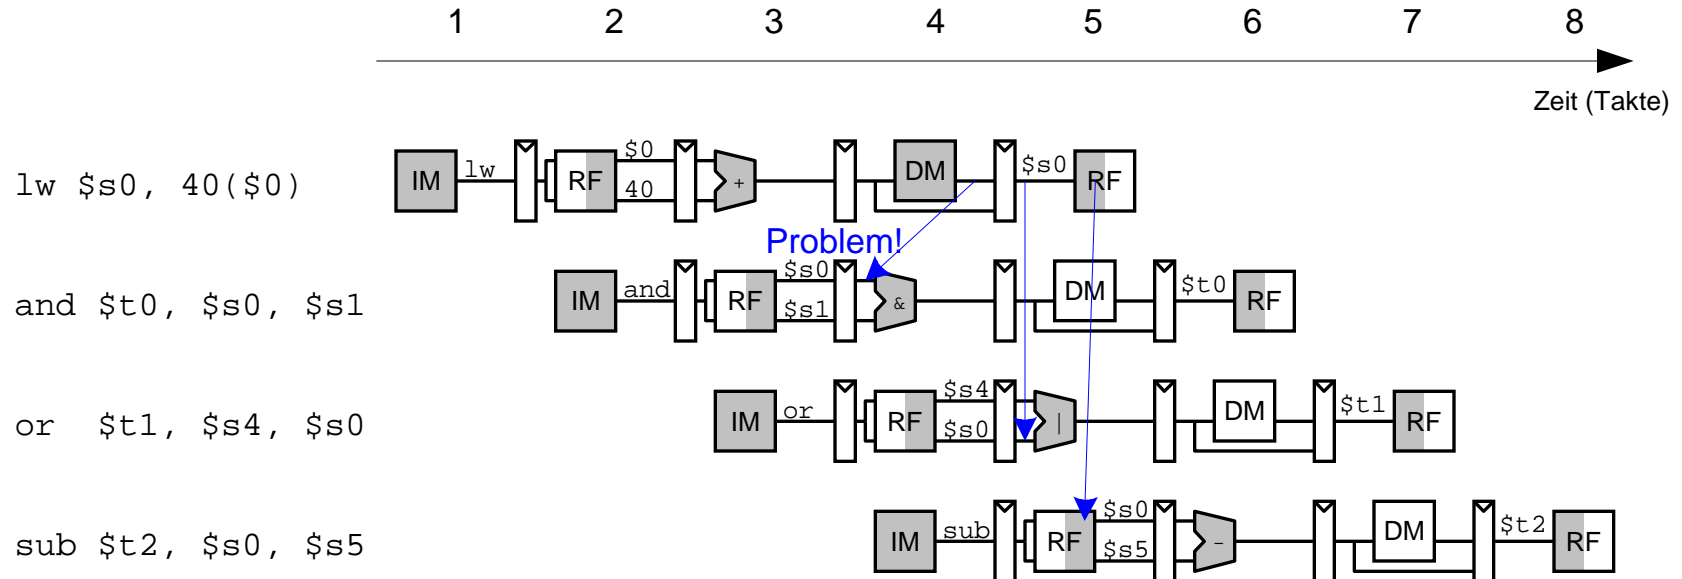 1 2 3 4 5 6 7 8
Zeit (Takte)
lw $s0, 40($0) IM lw RF $0 40 + DM $s0 RF
Problem!
and $t0, $s0, $s1 IM and RF $s0 $s1 & DM $t0 RF
or $t1, $s4, $s0 IM or RF $s4 $s0 | DM $t1 RF
sub $t2, $s0, $s5 IM sub RF $s0 $s5 - DM $t2 RF